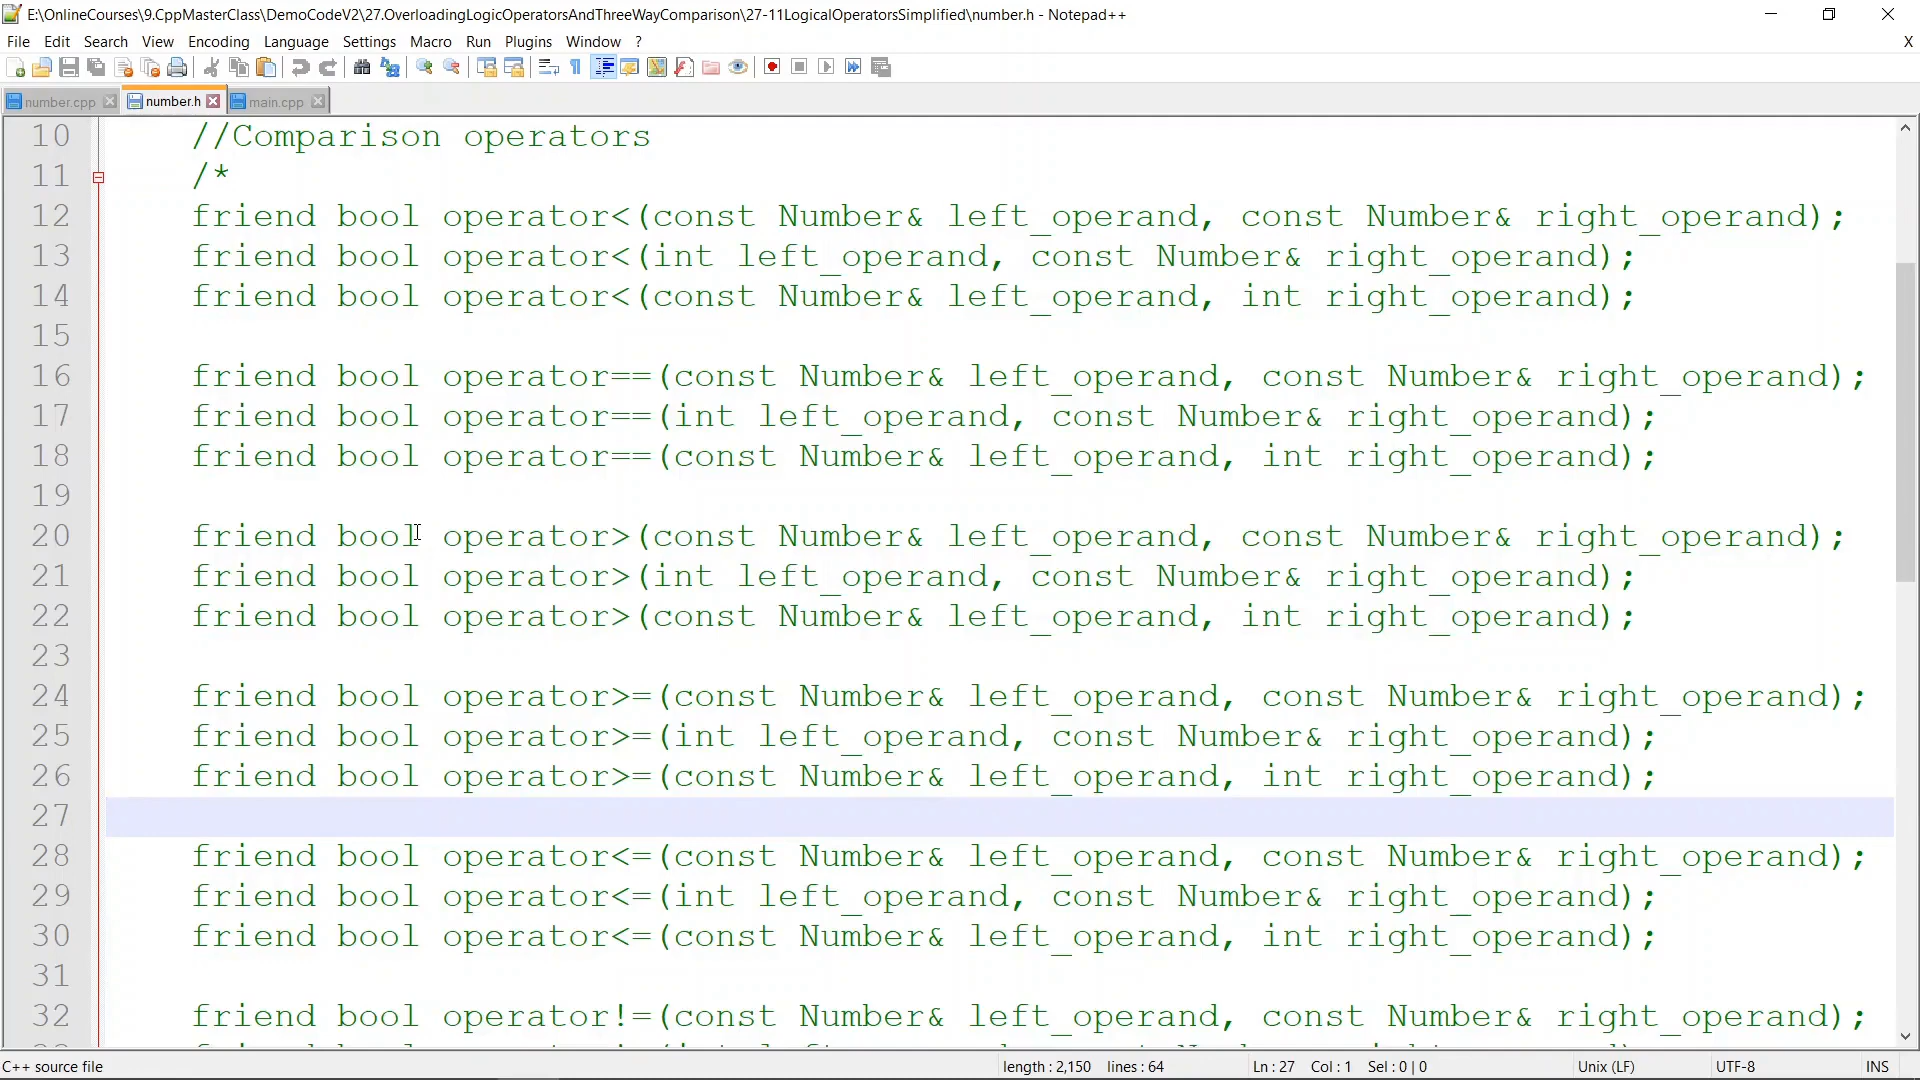 E:\OnlineCourses\9.CppMasterClass\DemoCodeV2\27.OverloadingLogicOperatorsAndThreeWayComparison\27-11LogicalOperatorsSimplified\number.h - Notepad++
File Edit Search View Encoding Language Settings Macro Run Plugins Window ? X
number.cpp number.h main.cpp
10 //Comparison operators
11 /*
12 friend bool operator<(const Number& left_operand, const Number& right_operand);
13 friend bool operator<(int left_operand, const Number& right_operand);
14 friend bool operator<(const Number& left_operand, int right_operand);
15
16 friend bool operator==(const Number& left_operand, const Number& right_operand);
17 friend bool operator==(int left_operand, const Number& right_operand);
18 friend bool operator==(const Number& left_operand, int right_operand);
19
20 friend bool operator>(const Number& left_operand, const Number& right_operand);
21 friend bool operator>(int left_operand, const Number& right_operand);
22 friend bool operator>(const Number& left_operand, int right_operand);
23
24 friend bool operator>=(const Number& left_operand, const Number& right_operand);
25 friend bool operator>=(int left_operand, const Number& right_operand);
26 friend bool operator>=(const Number& left_operand, int right_operand);
27
28 friend bool operator<=(const Number& left_operand, const Number& right_operand);
29 friend bool operator<=(int left_operand, const Number& right_operand);
30 friend bool operator<=(const Number& left_operand, int right_operand);
31
32 friend bool operator!=(const Number& left_operand, const Number& right_operand);
C++ source file length : 2,150 lines : 64 Ln : 27 Col : 1 Sel : 0 | 0 Unix (LF) UTF-8 INS